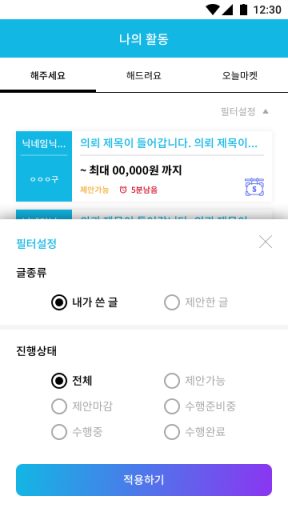 12:30
나의 활동
해주세요 해드려요 오늘마켓
필터설정 ▲
닉네임닉... 의뢰 제목이 들어갑니다. 의뢰 제목이...
ㅇㅇㅇ구 ~ 최대 00,000원 까지
제안가능 5분남음
필터설정
글종류
내가 쓴 글 제안한 글
진행상태
전체 제안가능
제안마감 수행준비중
수행중 수행완료
적용하기